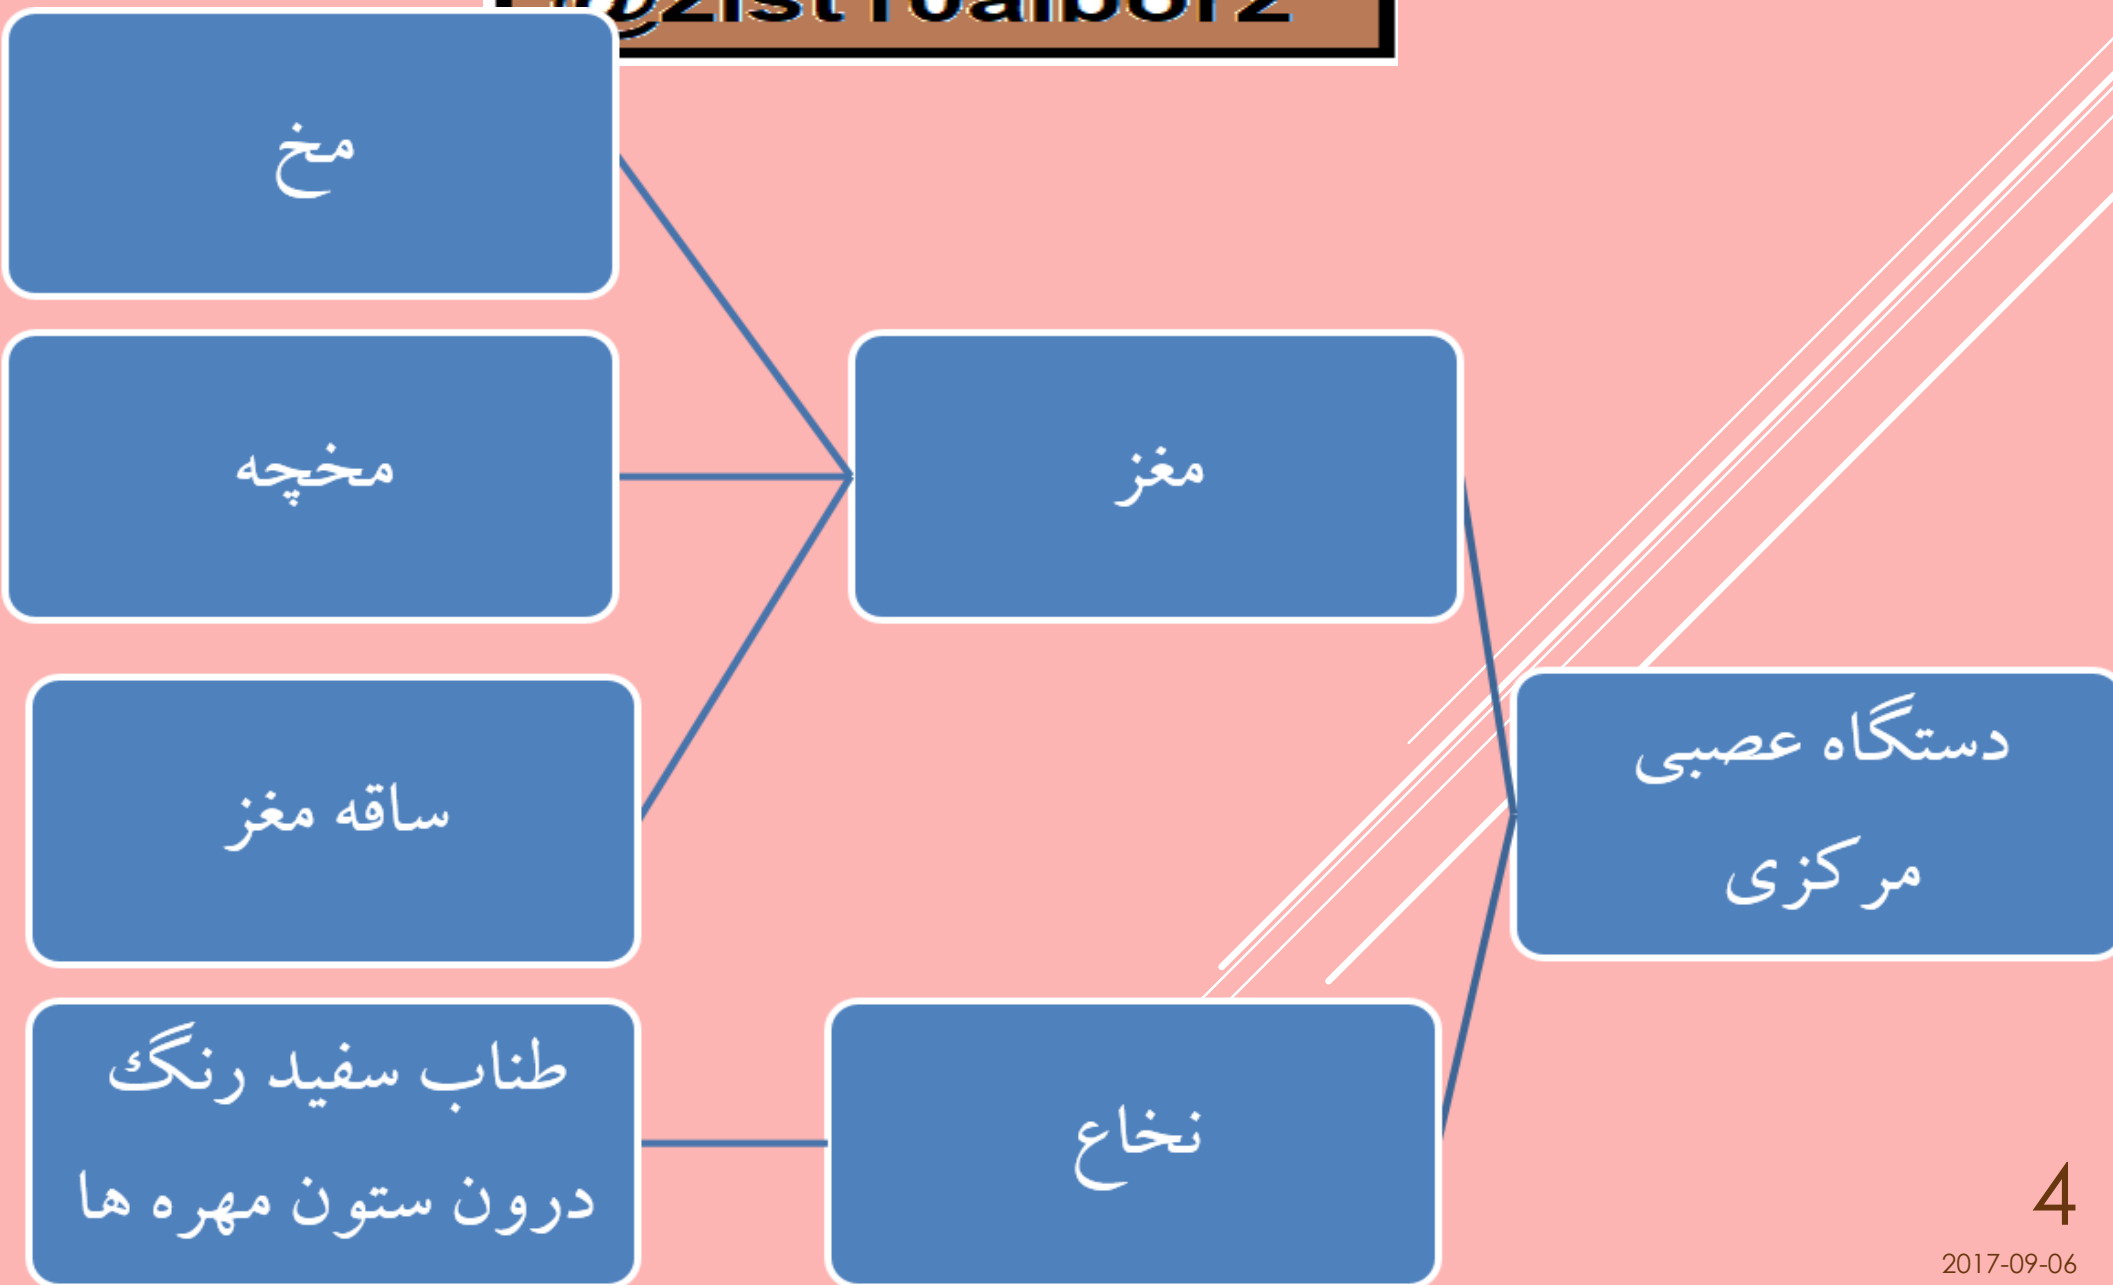 مخ
مخچه
مغز
ساقه مغز
دستگاه عصبی
مرکزی
طناب سفید رنگ
درون ستون مهره ها
نخاع
4
2017-09-06